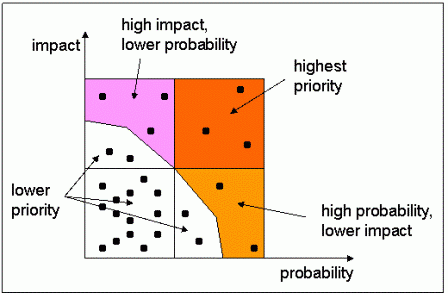 high impact,
lower probability
impact
highest
priority
lower
priority
high probability,
lower impact
probability